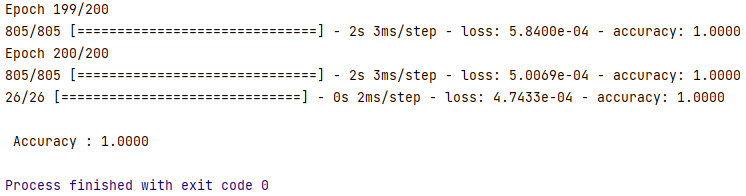 Epoch 199/200
805/805 [==============================] - 2s 3ms/step - loss: 5.8400e-04 - accuracy: 1.0000
Epoch 200/200
805/805 [==============================] - 2s 3ms/step - loss: 5.0069e-04 - accuracy: 1.0000
26/26 [==============================] - 0s 2ms/step - loss: 4.7433e-04 - accuracy: 1.0000
Accuracy : 1.0000
Process finished with exit code 0